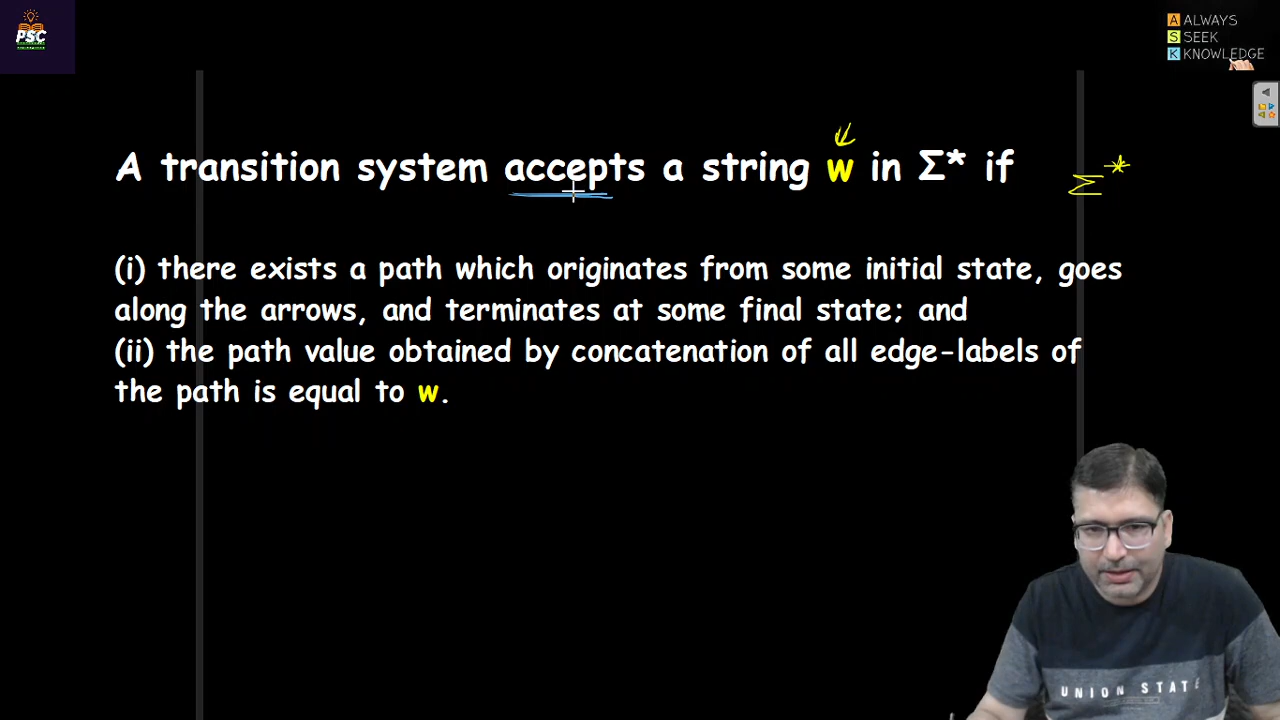 PSC
A ALWAYS
S SEEK
K KNOWLEDGE
A transition system accepts a string w in Σ* if
Σ*
(i) there exists a path which originates from some initial state, goes
along the arrows, and terminates at some final state; and
(ii) the path value obtained by concatenation of all edge-labels of
the path is equal to w.
UNION STATE